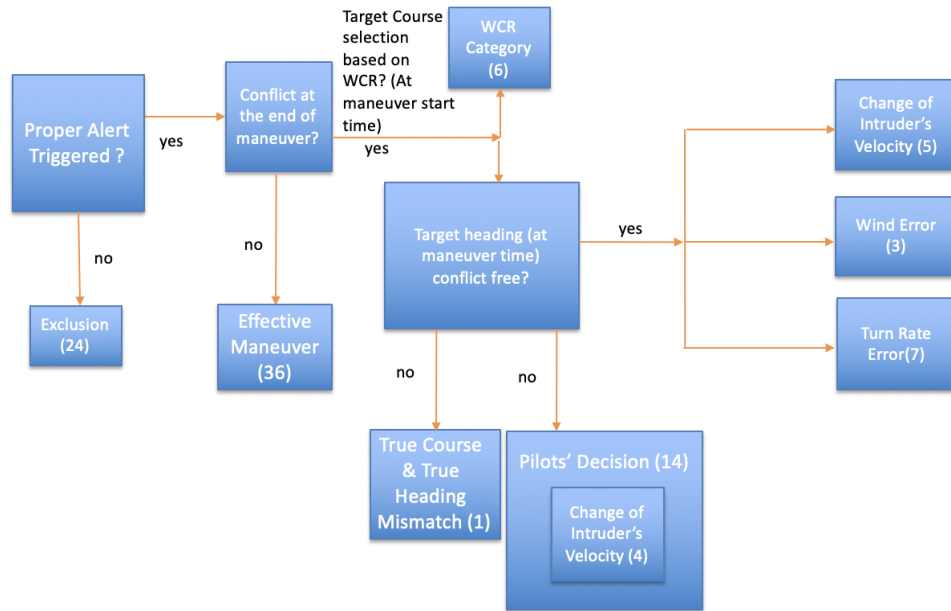 Proper Alert
Triggered ?
yes
no
Exclusion
(24)
Conflict at
the end of
maneuver?
no
Effective
Maneuver
(36)
Target Course
selection
based on
WCR? (At
maneuver start
time)
yes
WCR
Category
(6)
Target heading (at
maneuver time)
conflict free?
yes
no
no
True Course
& True
Heading
Mismatch (1)
Pilots' Decision (14)
Change of
Intruder's
Velocity (4)
Change of
Intruder's
Velocity (5)
Wind Error
(3)
Turn Rate
Error(7)